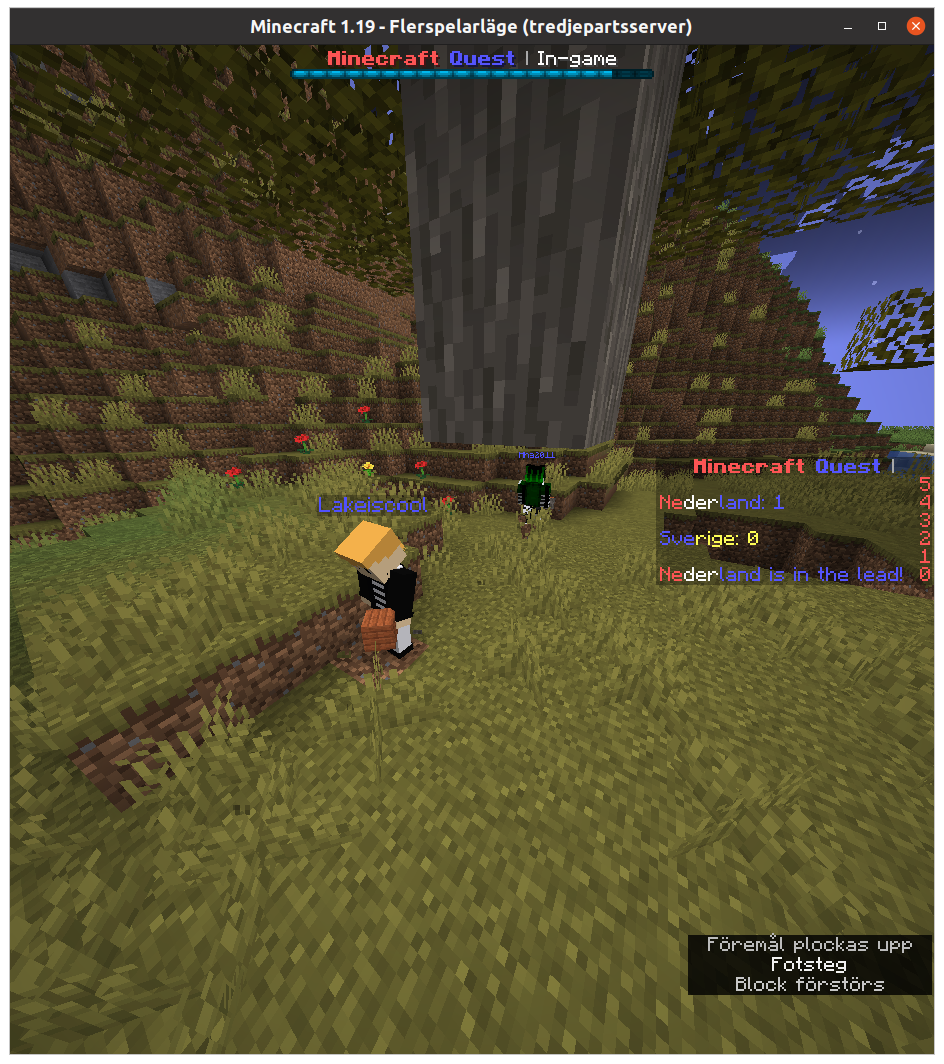 Minecraft 1.19 - Flerspelarläge (tredjepartsserver)
Minecraft Quest | In-game
Lakeiscool
Minecraft Quest |
5
Nederland: 1 4
3
Sverige: 0 2
1
Nederland is in the lead! 0
Föremål plockas upp
Fotsteg
Block förstörs